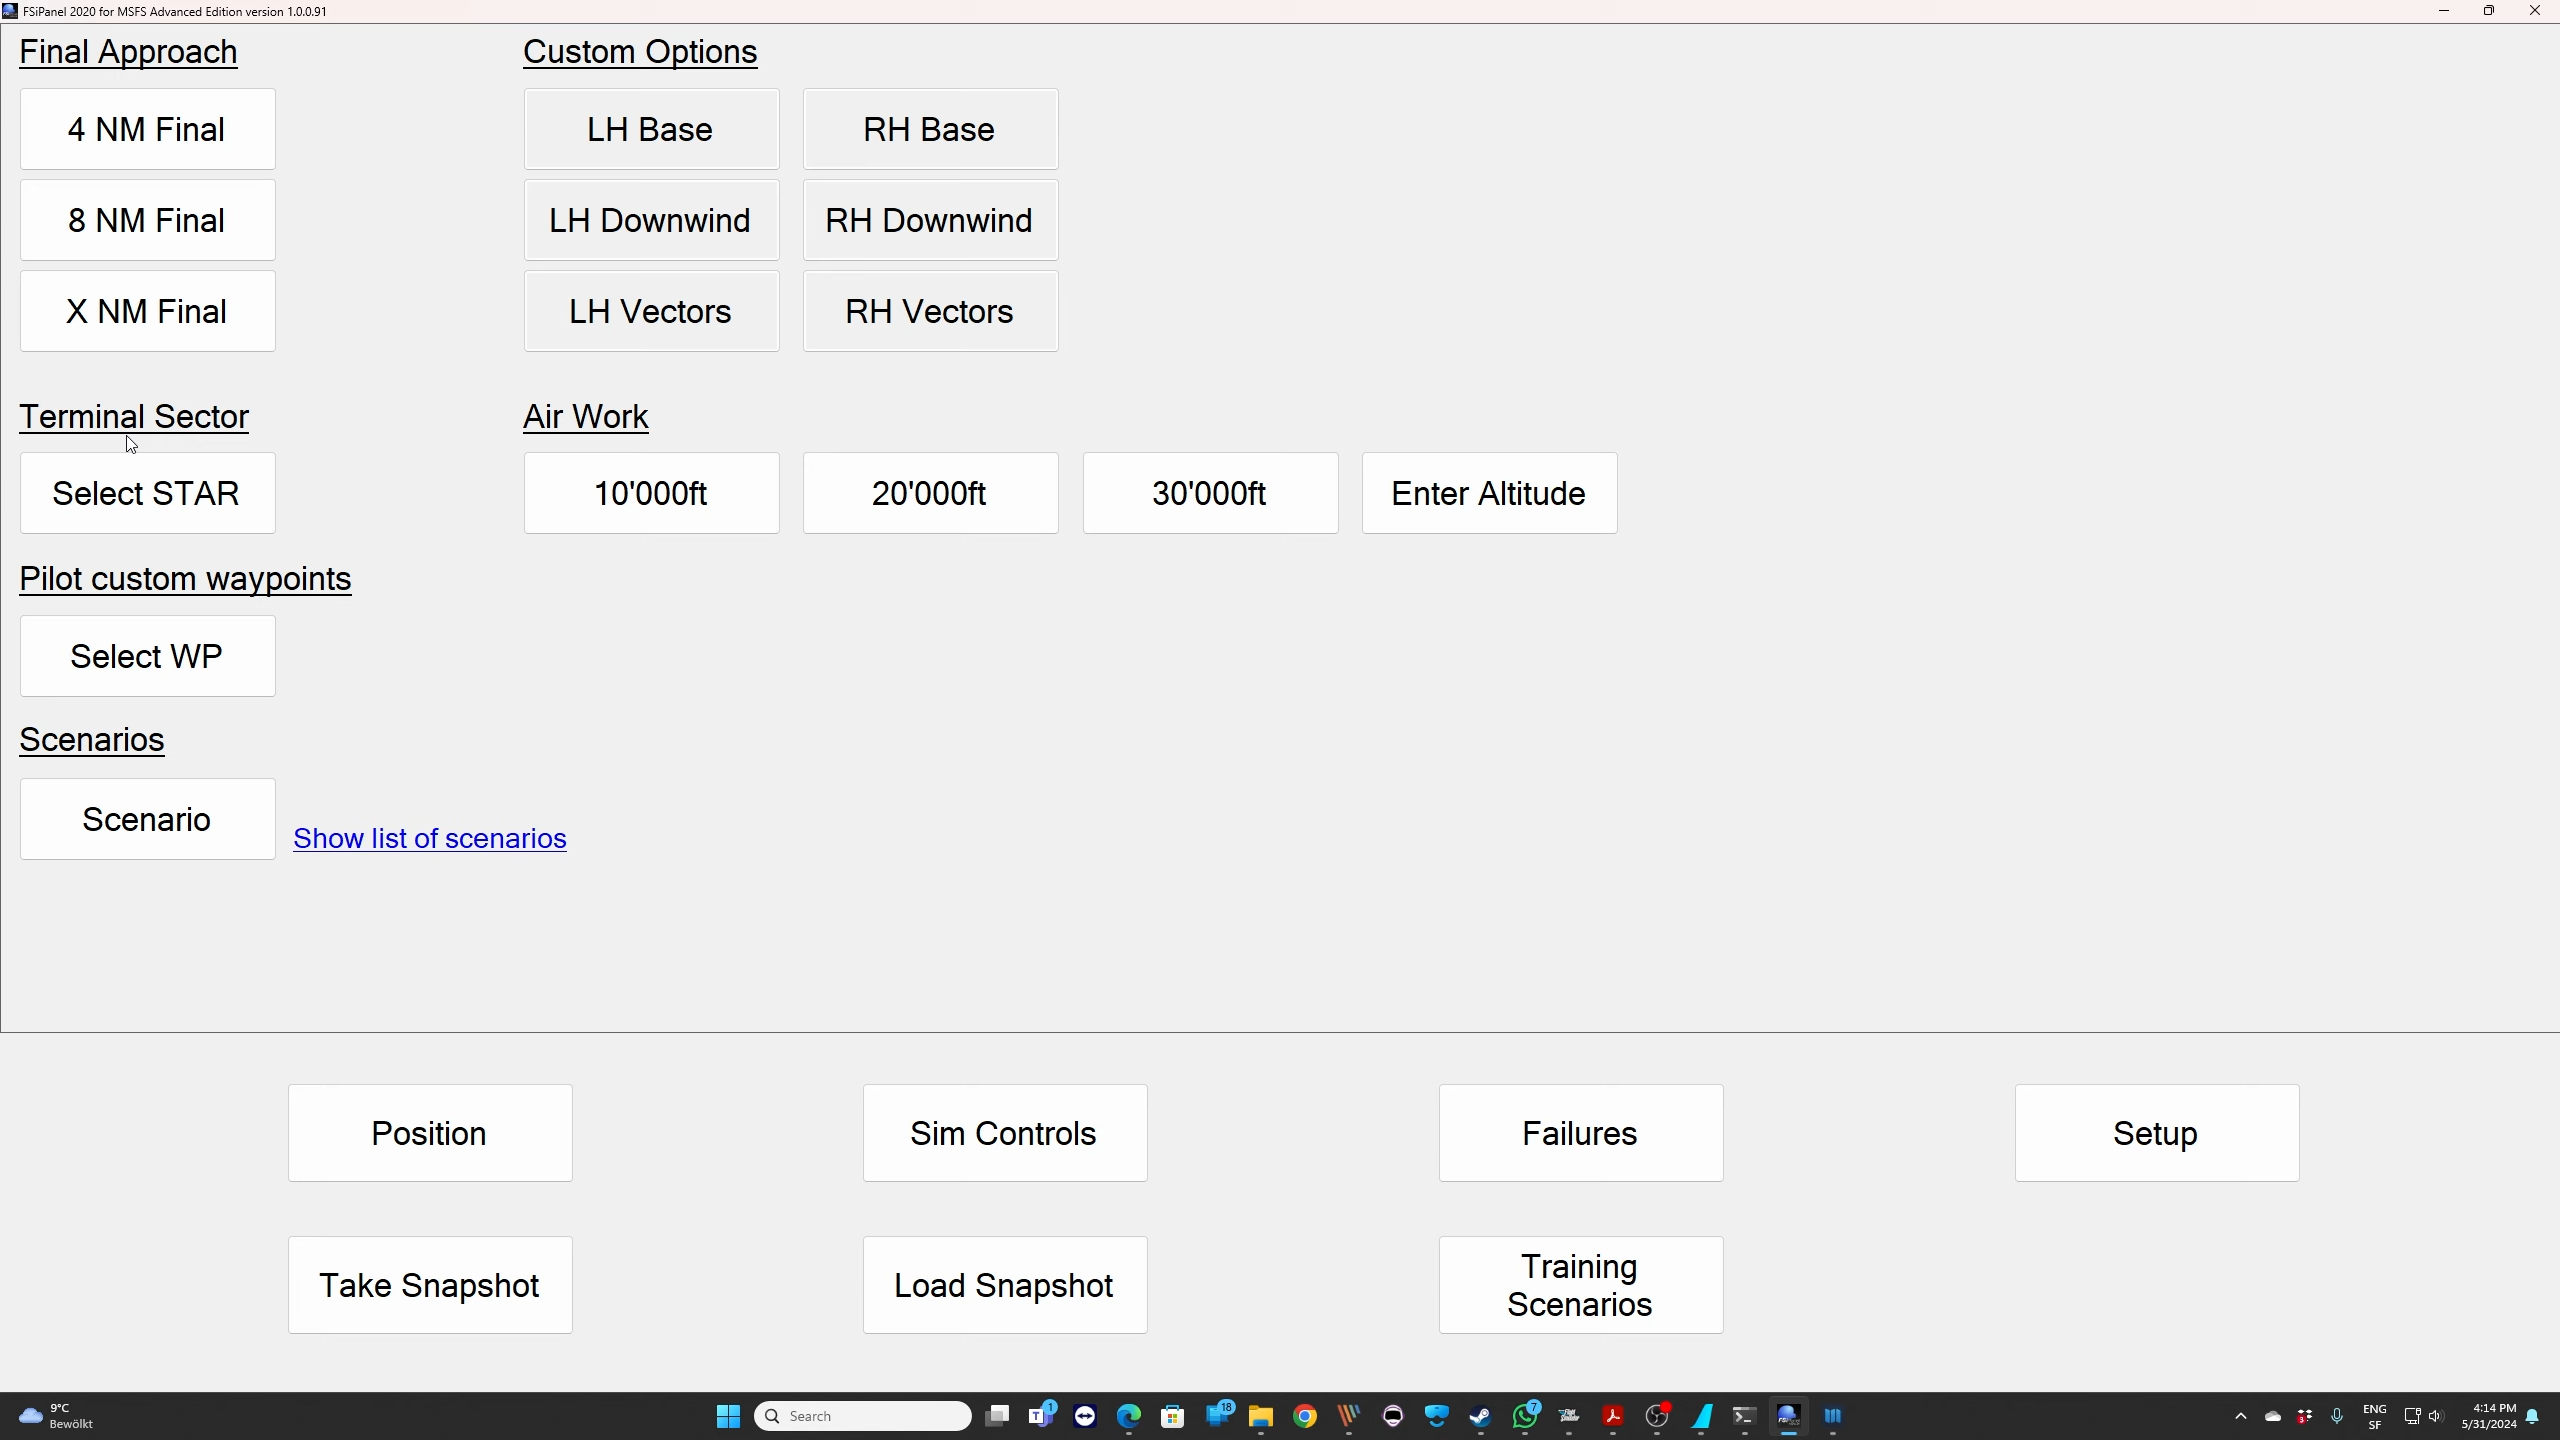 FSiPanel 2020 for MSFS Advanced Edition version 1.0.0.91
Final Approach
Custom Options
4 NM Final
LH Base
RH Base
8 NM Final
LH Downwind
RH Downwind
X NM Final
LH Vectors
RH Vectors
Terminal Sector
Air Work
Select STAR
10'000ft
20'000ft
30'000ft
Enter Altitude
Pilot custom waypoints
Select WP
Scenarios
Scenario
Show list of scenarios
Position
Sim Controls
Failures
Setup
Take Snapshot
Load Snapshot
Training
Scenarios
9°C
Bewölkt
Search
1
18
7
ENG
SF
4:14 PM
5/31/2024